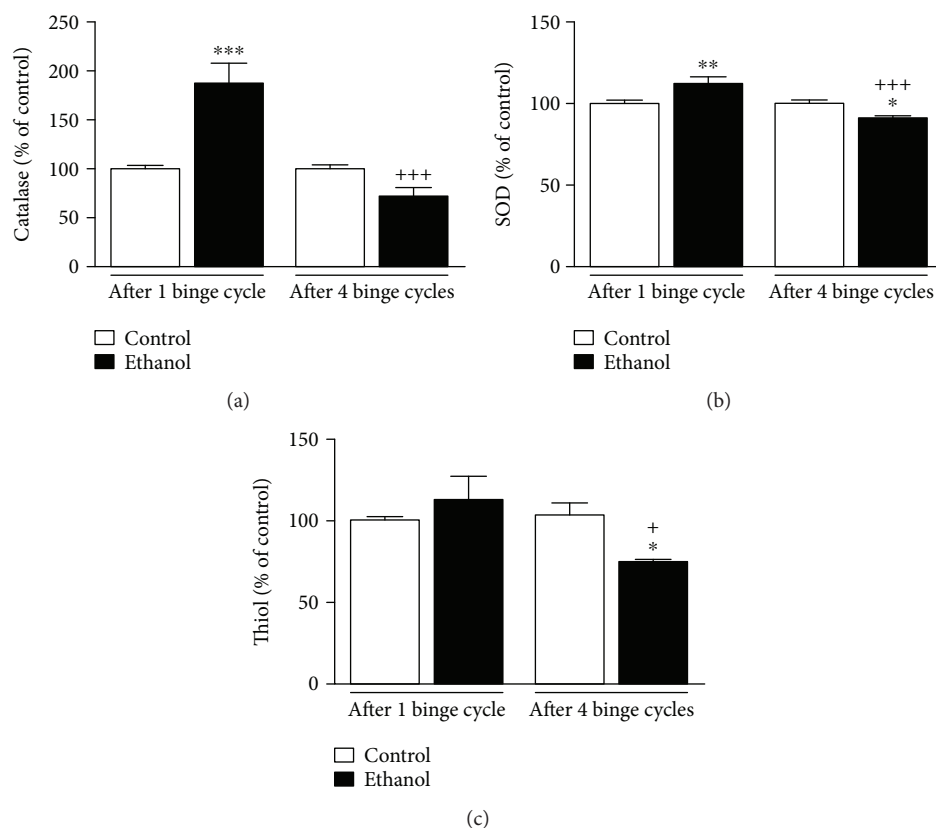 Catalase (% of control)
250
200
150
100
50
0
***
+++
After 1 binge cycle
After 4 binge cycles
Control
Ethanol
(a)
SOD (% of control)
150
100
50
0
**
+++
*
After 1 binge cycle
After 4 binge cycles
Control
Ethanol
(b)
Thiol (% of control)
150
100
50
0
+
*
After 1 binge cycle
After 4 binge cycles
Control
Ethanol
(c)